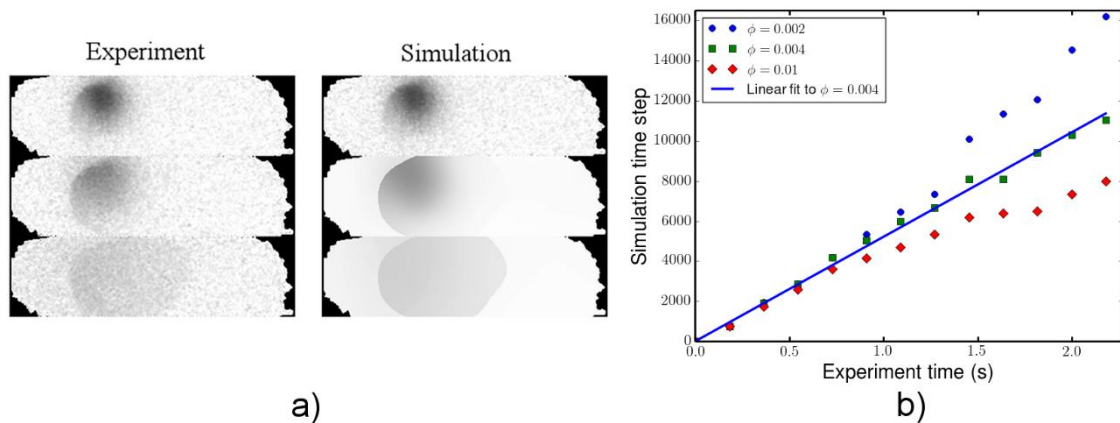 Experiment
Simulation
a)
16000
14000
12000
10000
8000
6000
4000
2000
0
Simulation time step
ϕ = 0.002
ϕ = 0.004
ϕ = 0.01
Linear fit to ϕ = 0.004
0.0
0.5
1.0
1.5
2.0
Experiment time (s)
b)